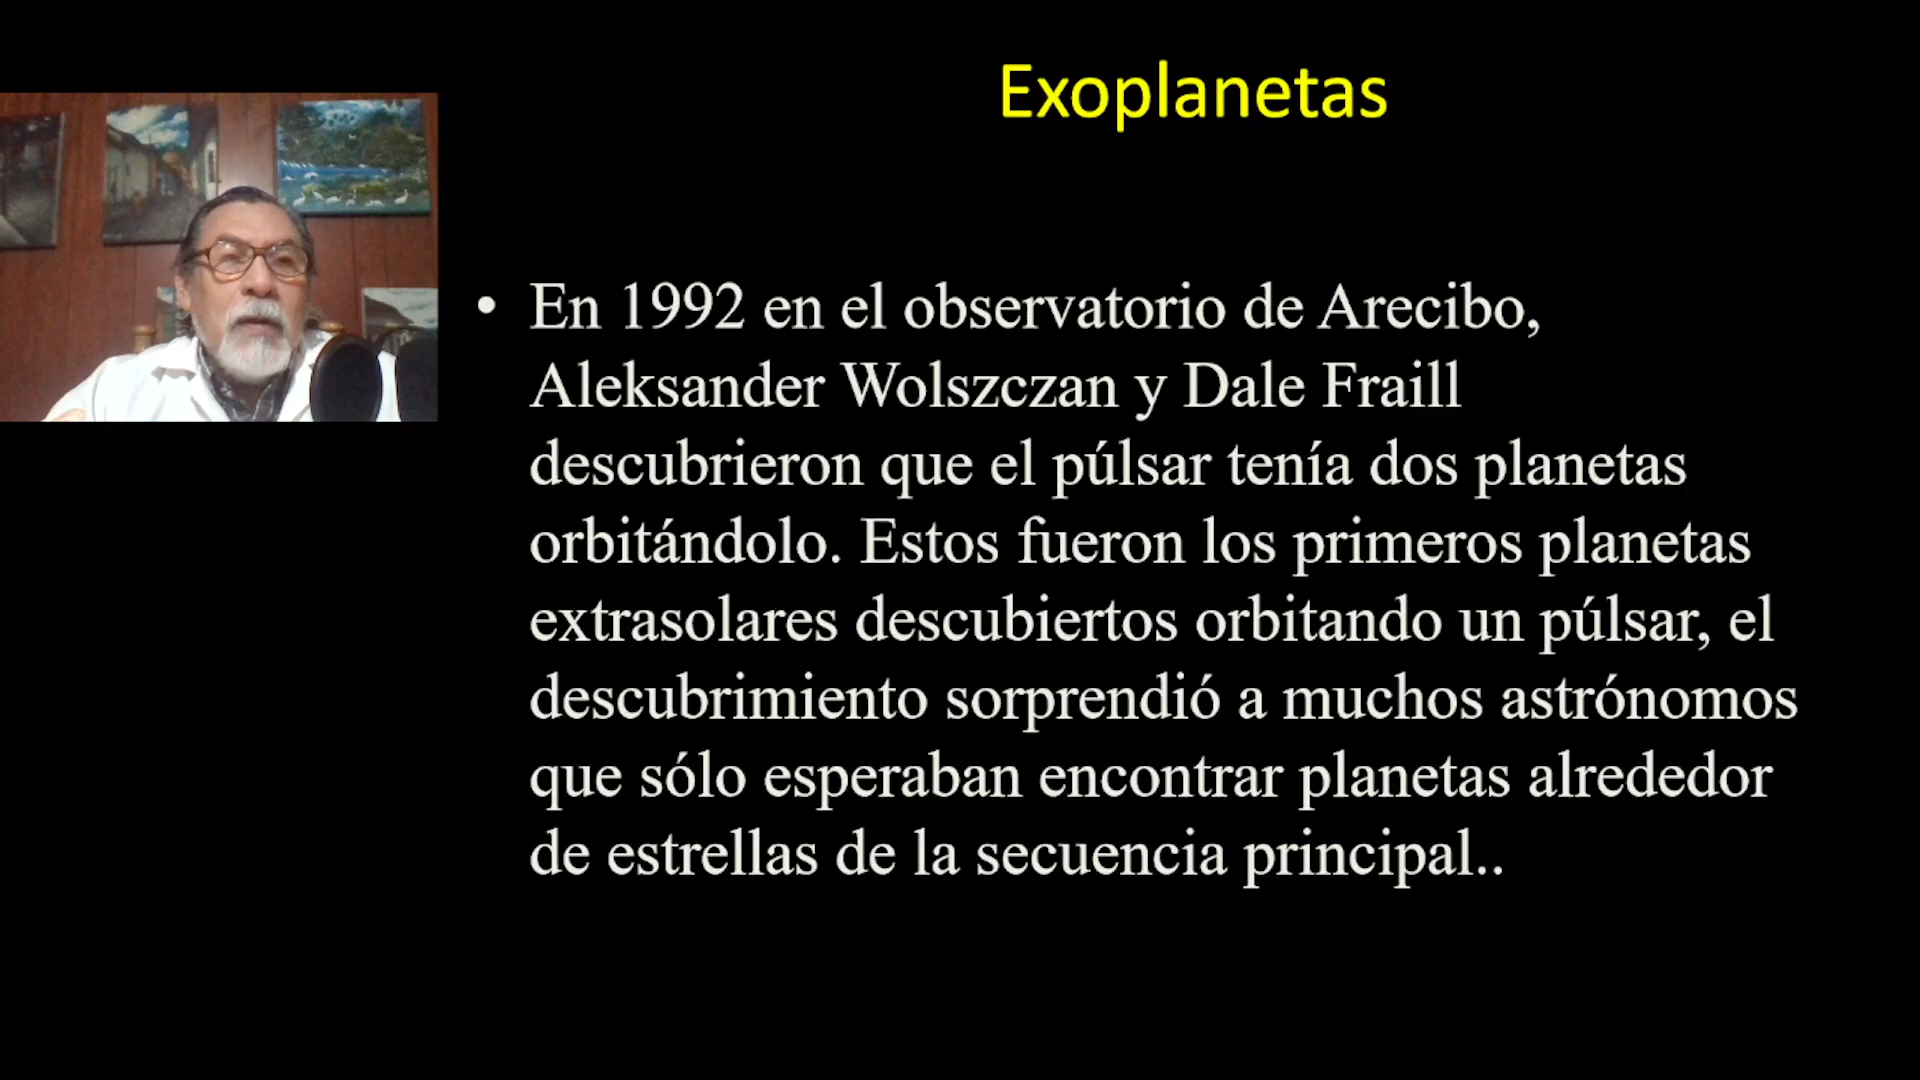 Exoplanetas
• En 1992 en el observatorio de Arecibo,
Aleksander Wolszczan y Dale Fraill
descubrieron que el púlsar tenía dos planetas
orbitándolo. Estos fueron los primeros planetas
extrasolares descubiertos orbitando un púlsar, el
descubrimiento sorprendió a muchos astrónomos
que sólo esperaban encontrar planetas alrededor
de estrellas de la secuencia principal..